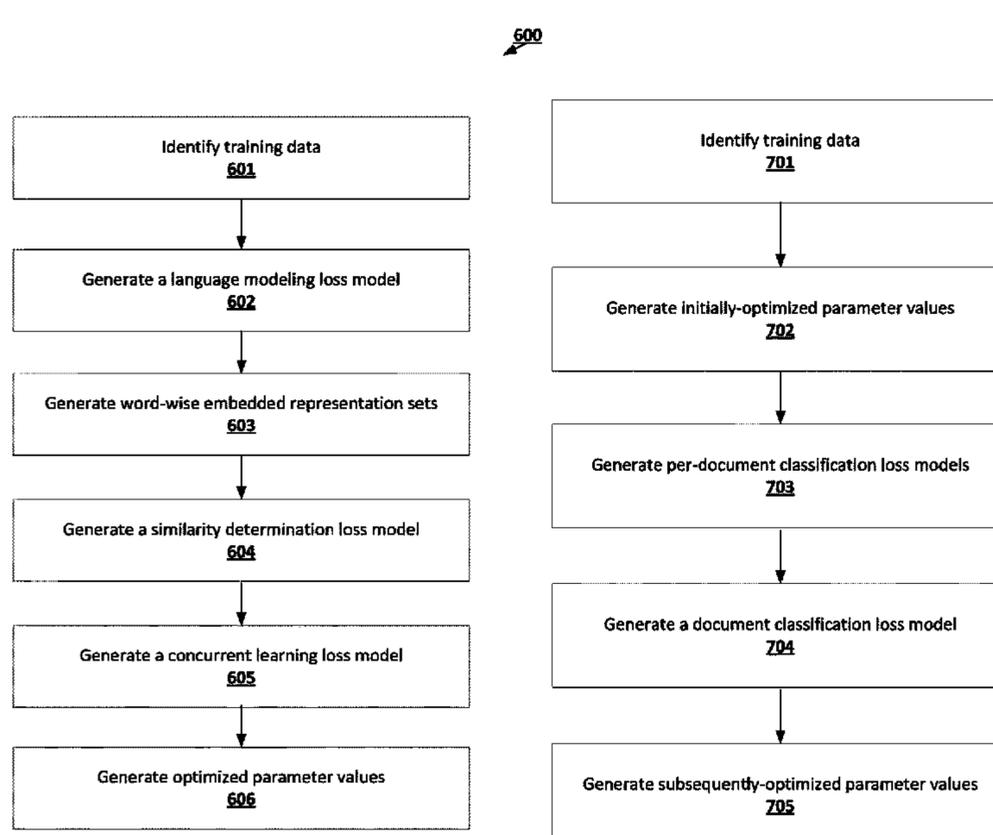 600
Identify training data
601
Generate a language modeling loss model
602
Generate word-wise embedded representation sets
603
Generate a similarity determination loss model
604
Generate a concurrent learning loss model
605
Generate optimized parameter values
606
Identify training data
701
Generate initially-optimized parameter values
702
Generate per-document classification loss models
703
Generate a document classification loss model
704
Generate subsequently-optimized parameter values
705